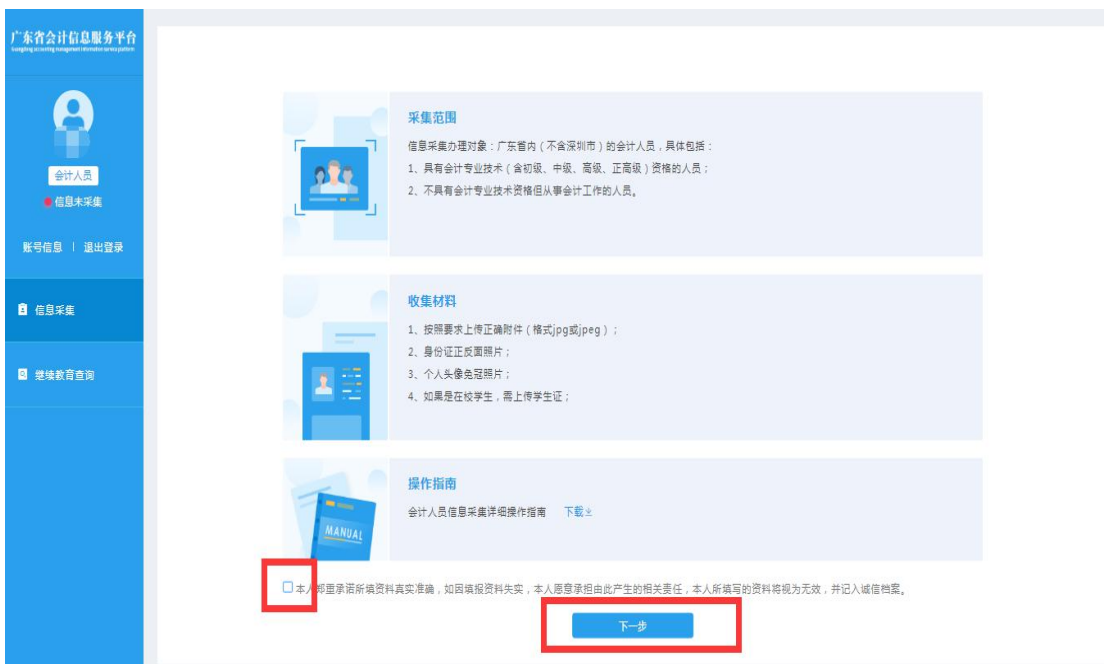 广东省会计信息服务平台
会计人员
信息未采集
账号信息 | 退出登录
信息采集
继续教育查询
采集范围
信息采集办理对象：广东省内（不含深圳市）的会计人员，具体包括：
1、具有会计专业技术（含初级、中级、高级、正高级）资格的人员；
2、不具有会计专业技术资格但从事会计工作的人员。
收集材料
1、按照要求上传正确附件（格式jpg或jpeg）；
2、身份证正反面照片；
3、个人头像免冠照片；
4、如果是在校学生，需上传学生证；
MANUAL
操作指南
会计人员信息采集详细操作指南 下载
本人郑重承诺所填资料真实准确，如因填报资料失实，本人愿意承担由此产生的相关责任，本人所填写的资料将视为无效，并记入诚信档案。
下一步